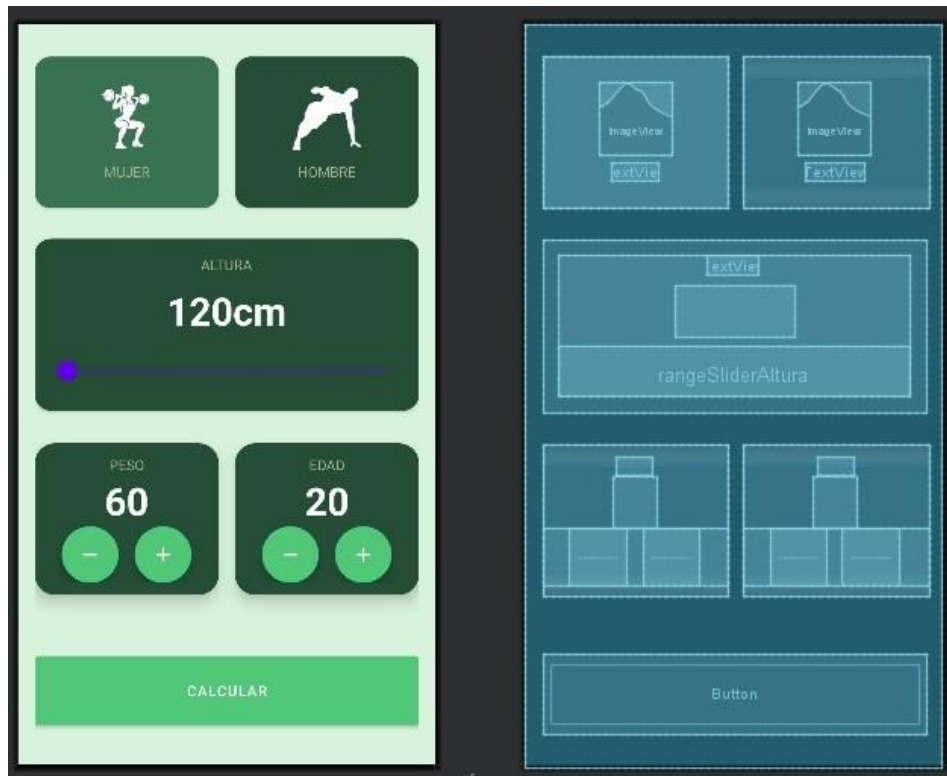 MUJER
HOMBRE
ALTURA
120cm
PESO
60
− +
EDAD
20
− +
CALCULAR
ImageView
extVie
ImageView
TextView
extVie
rangeSliderAltura
Button